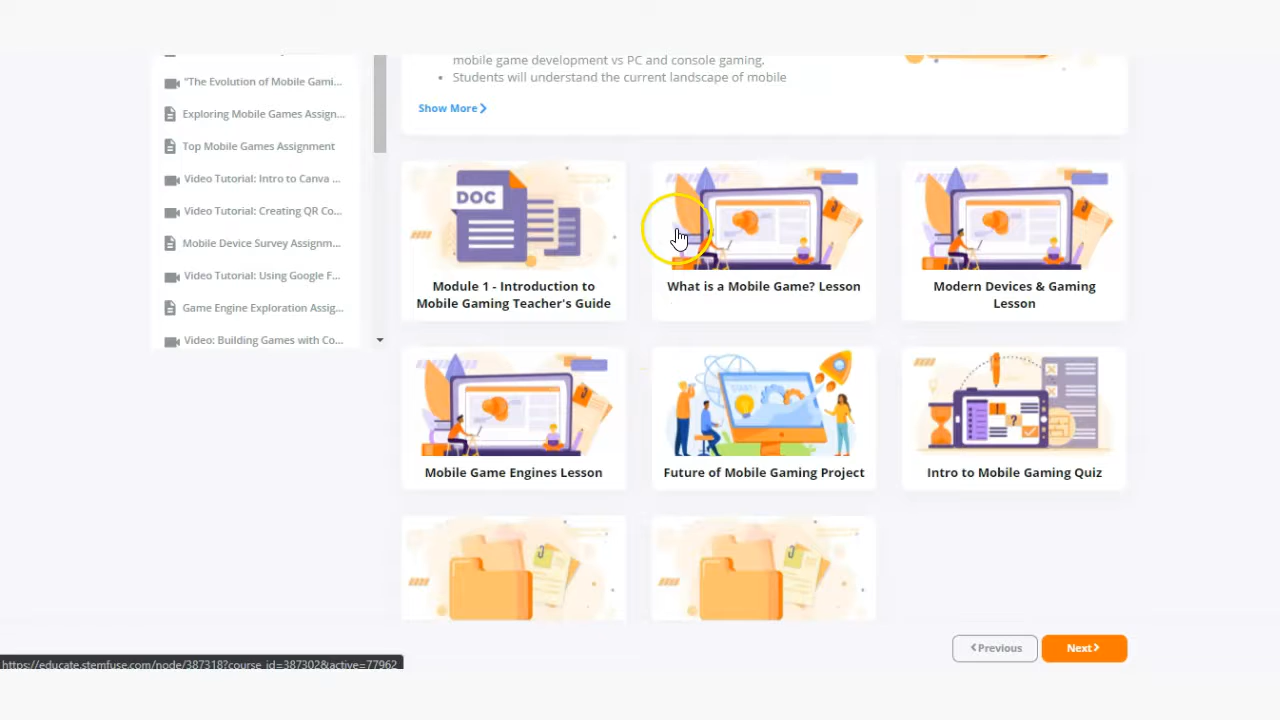 mobile game development vs PC and console gaming.
• Students will understand the current landscape of mobile
Show More
"The Evolution of Mobile Gami...
Exploring Mobile Games Assign...
Top Mobile Games Assignment
Video Tutorial: Intro to Canva ...
Video Tutorial: Creating QR Co...
Mobile Device Survey Assignm...
Video Tutorial: Using Google F...
Game Engine Exploration Assig...
Video: Building Games with Co...
DOC
Module 1 - Introduction to
Mobile Gaming Teacher's Guide
What is a Mobile Game? Lesson
Modern Devices & Gaming
Lesson
Mobile Game Engines Lesson
Future of Mobile Gaming Project
Intro to Mobile Gaming Quiz
Previous
Next
https://educate.stemfuse.com/node/387318?course_id=387302&active=77962